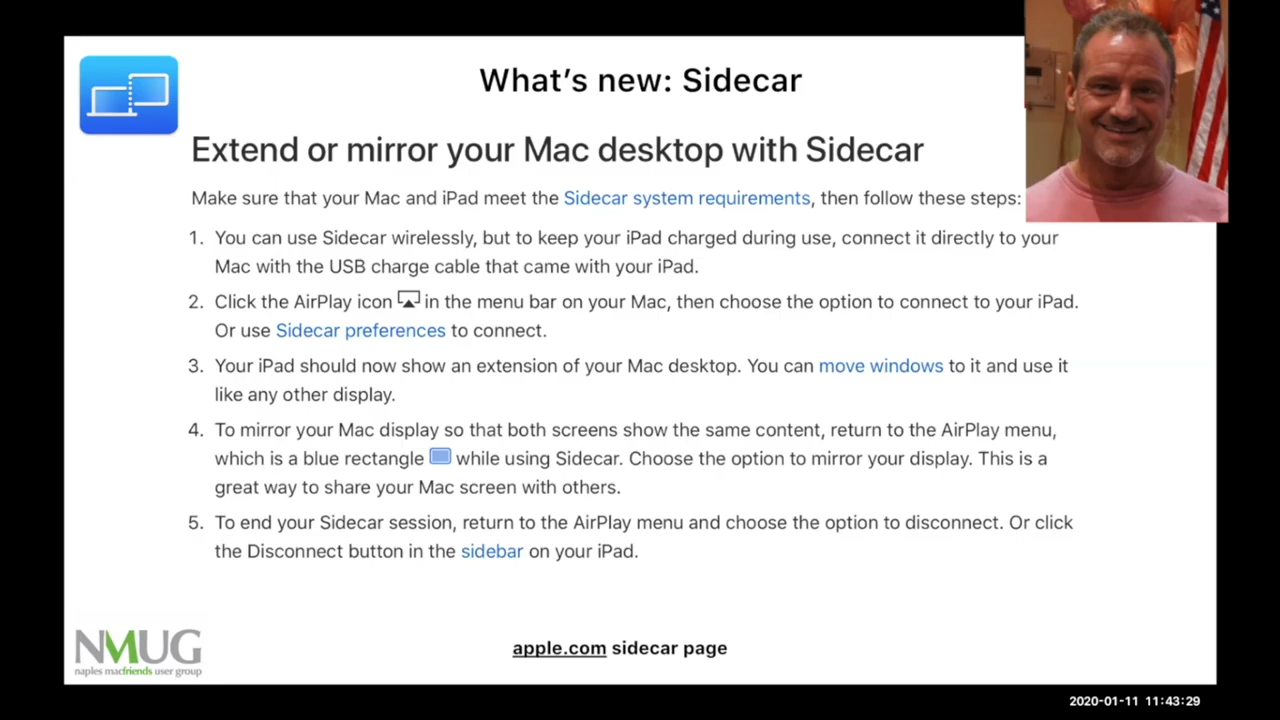 What's new: Sidecar
Extend or mirror your Mac desktop with Sidecar
Make sure that your Mac and iPad meet the Sidecar system requirements, then follow these steps:
1. You can use Sidecar wirelessly, but to keep your iPad charged during use, connect it directly to your
Mac with the USB charge cable that came with your iPad.
2. Click the AirPlay icon in the menu bar on your Mac, then choose the option to connect to your iPad.
Or use Sidecar preferences to connect.
3. Your iPad should now show an extension of your Mac desktop. You can move windows to it and use it
like any other display.
4. To mirror your Mac display so that both screens show the same content, return to the AirPlay menu,
which is a blue rectangle while using Sidecar. Choose the option to mirror your display. This is a
great way to share your Mac screen with others.
5. To end your Sidecar session, return to the AirPlay menu and choose the option to disconnect. Or click
the Disconnect button in the sidebar on your iPad.
NMUG
naples macfriends user group
apple.com sidecar page
2020-01-11 11:43:29